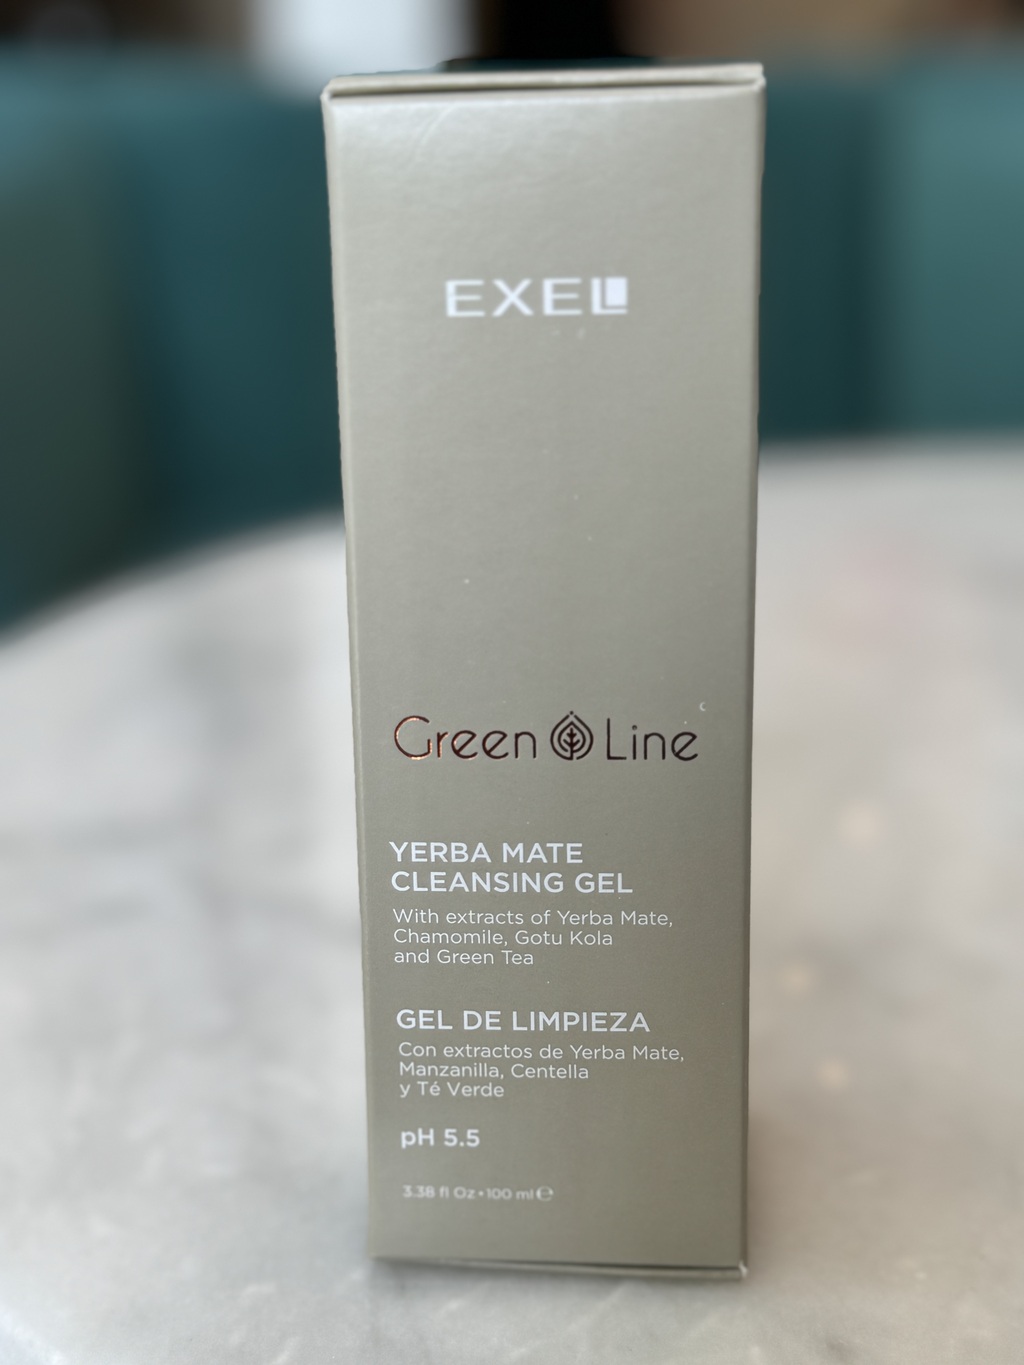 EXEL
Green Line
YERBA MATE
CLEANSING GEL
With extracts of Yerba Mate,
Chamomile, Gotu Kola
and Green Tea
GEL DE LIMPIEZA
Con extractos de Yerba Mate,
Manzanilla, Centella
y Té Verde
pH 5.5
3.38 fl Oz • 100 ml ℮